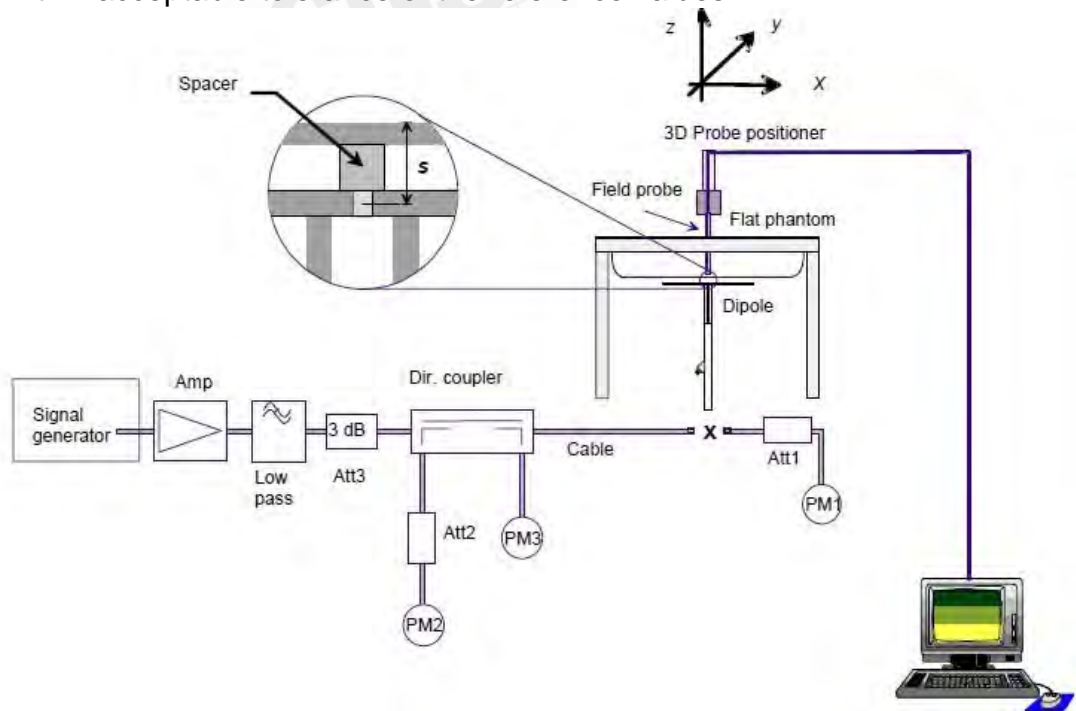 z
y
X
Spacer
s
3D Probe positioner
Field probe
Flat phantom
Dipole
Dir. coupler
Amp
Signal
generator
3 dB
x
Cable
Att1
Low
pass
Att3
PM1
Att2
PM3
PM2